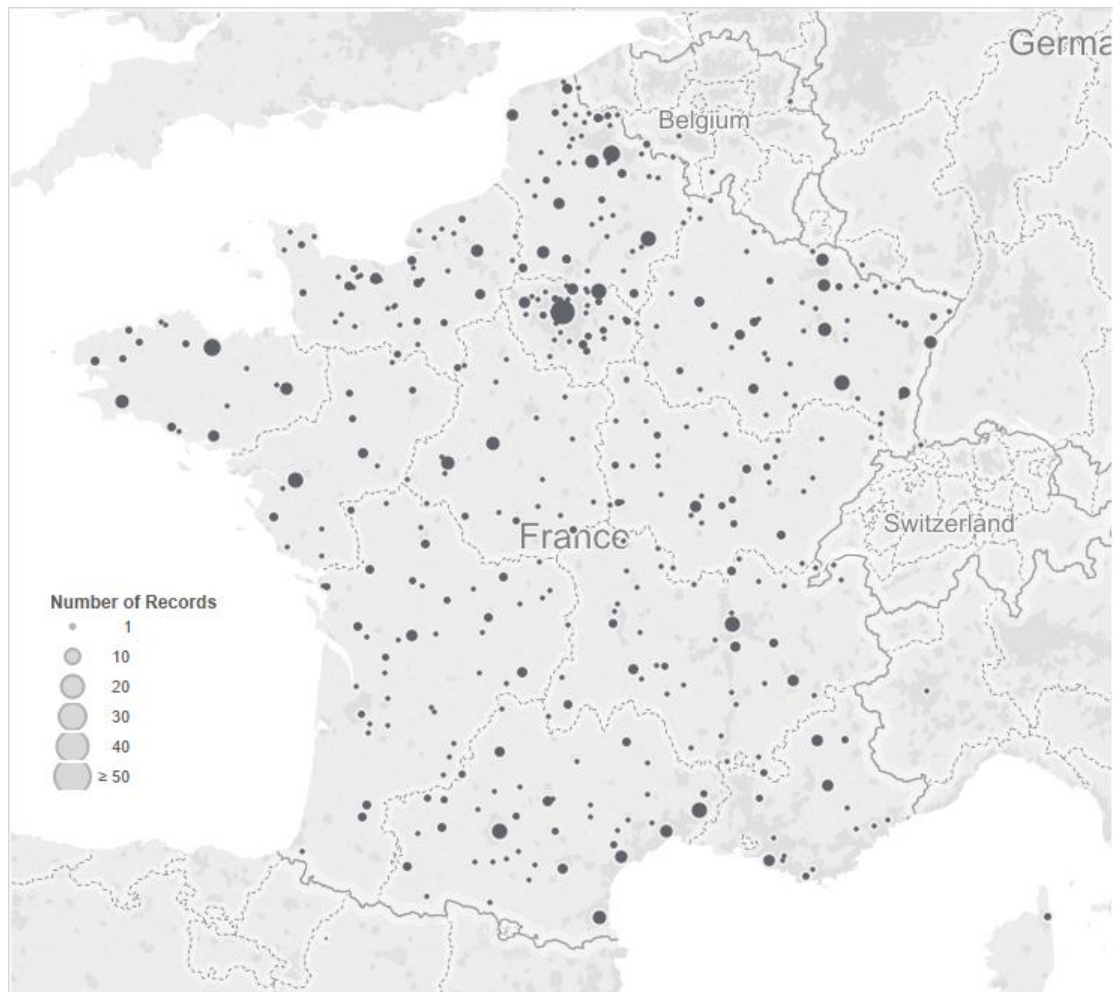 Germa
Belgium
Switzerland
France
Number of Records
1
10
20
30
40
≥ 50